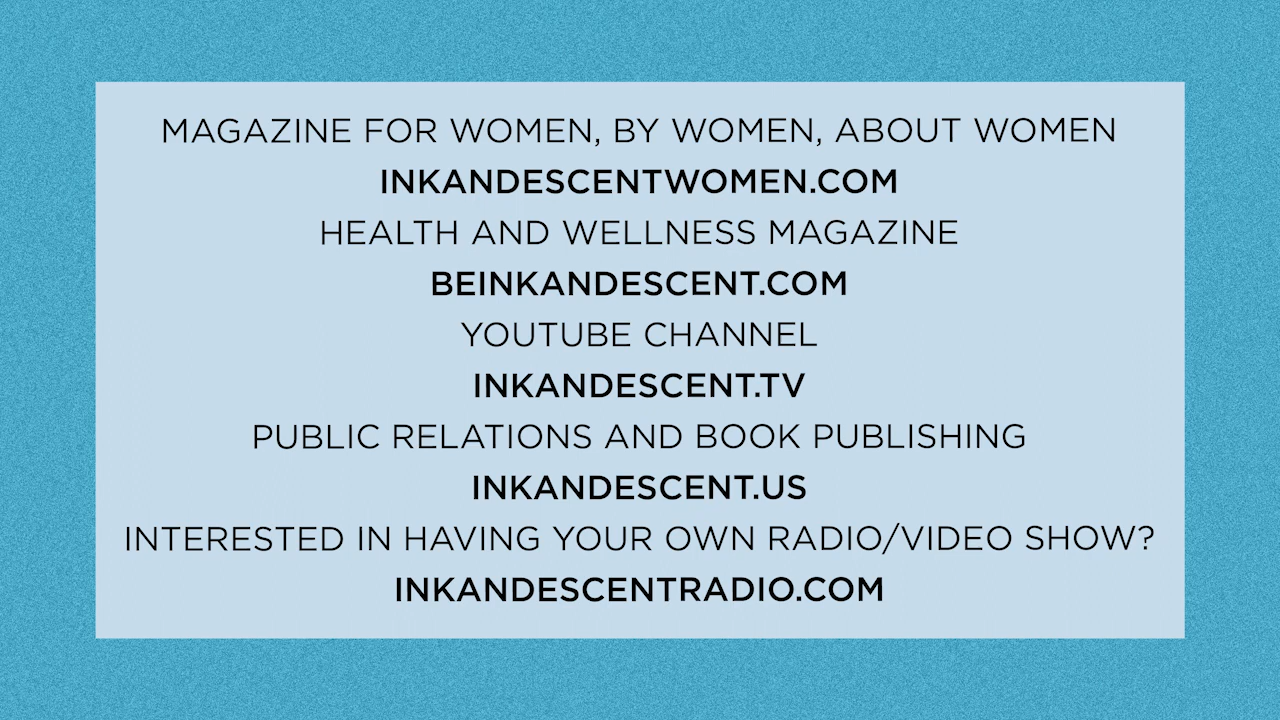 MAGAZINE FOR WOMEN, BY WOMEN, ABOUT WOMEN
INKANDESCENTWOMEN.COM
HEALTH AND WELLNESS MAGAZINE
BEINKANDESCENT.COM
YOUTUBE CHANNEL
INKANDESCENT.TV
PUBLIC RELATIONS AND BOOK PUBLISHING
INKANDESCENT.US
INTERESTED IN HAVING YOUR OWN RADIO/VIDEO SHOW?
INKANDESCENTRADIO.COM